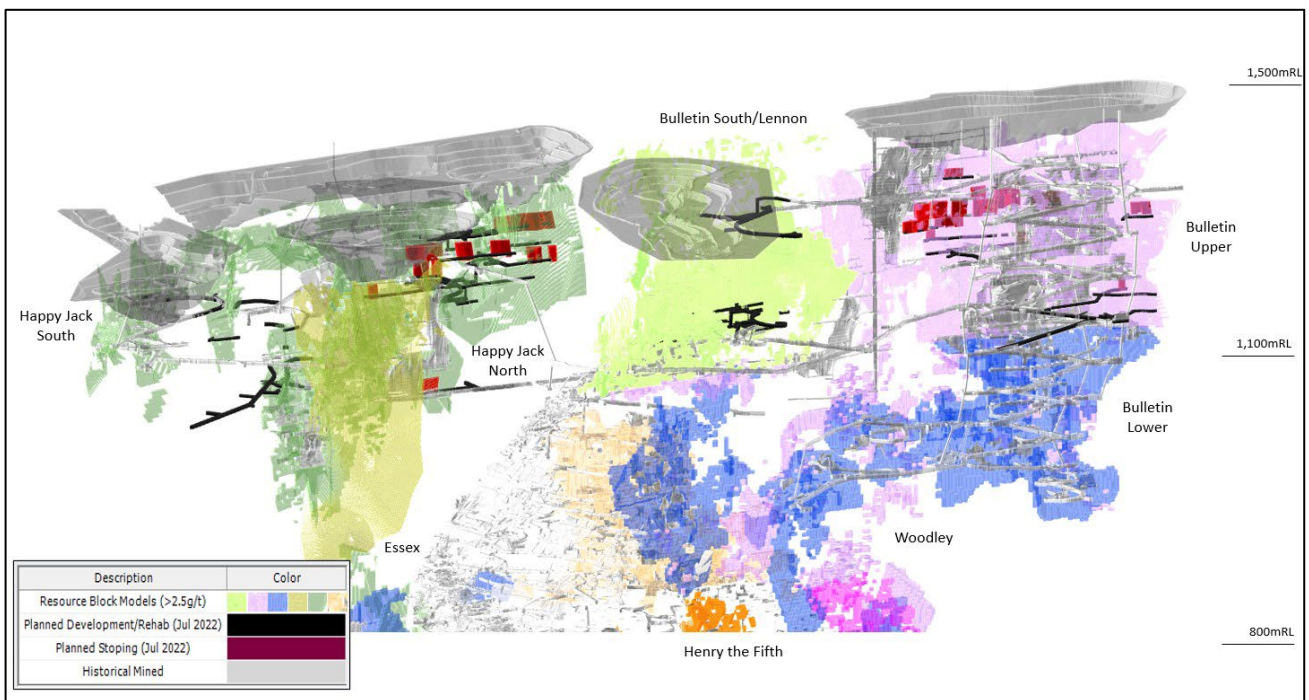 1,500mRL
Bulletin South/Lennon
Bulletin
Upper
Happy Jack
South
Happy Jack
North
1,100mRL
Bulletin
Lower
Woodley
Essex
Henry the Fifth
800mRL
Description Color
Resource Block Models (>2.5g/t)
Planned Development/Rehab (Jul 2022)
Planned Stoping (Jul 2022)
Historical Mined